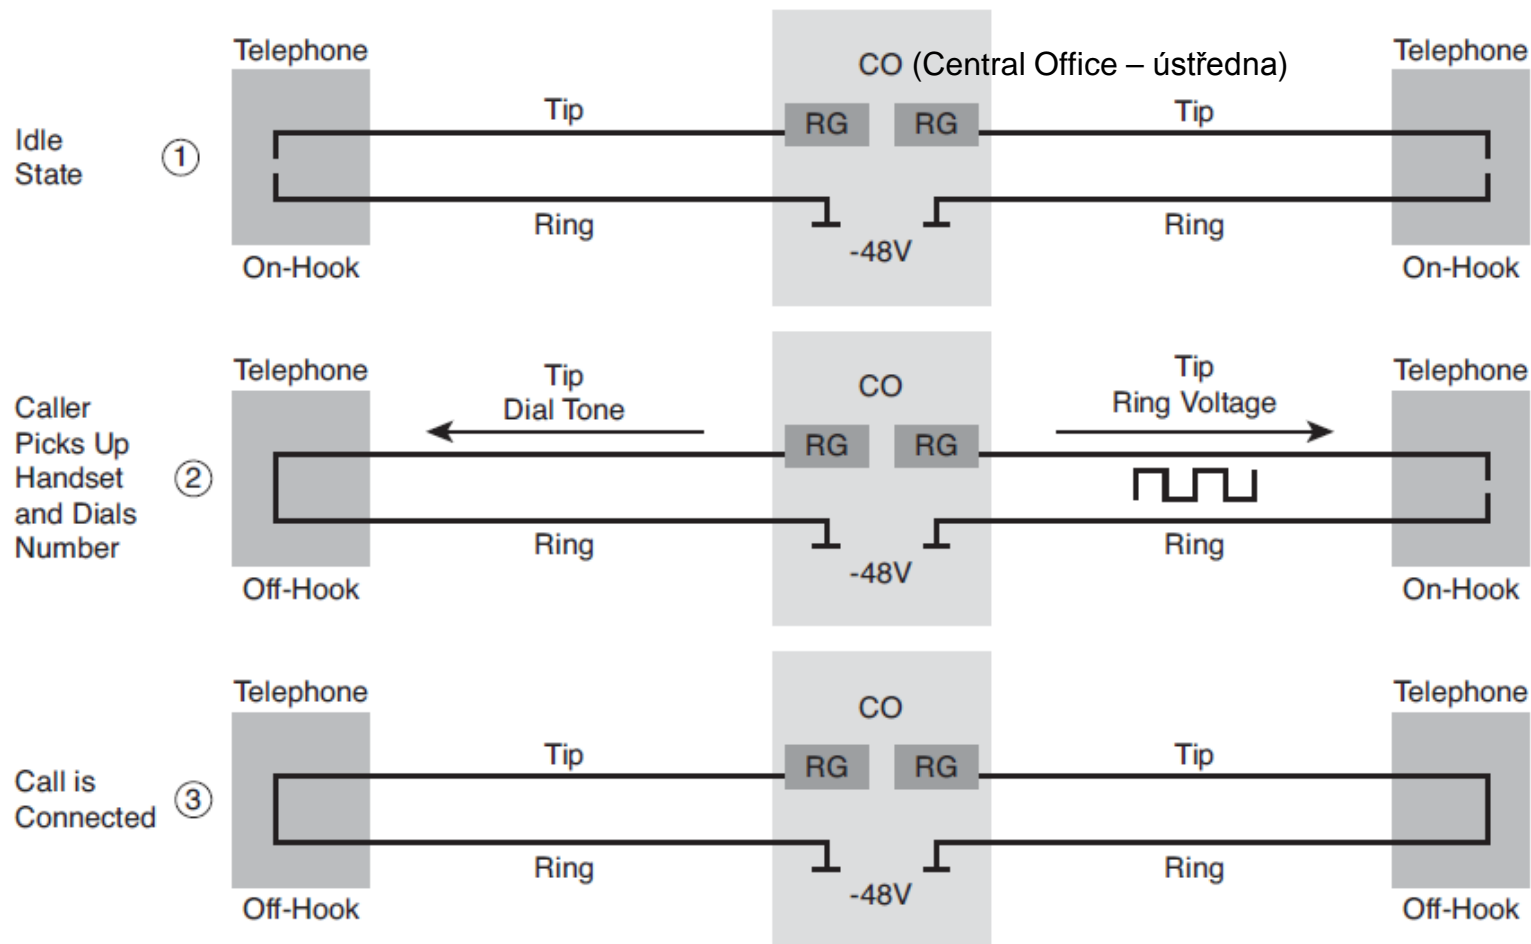 Telephone
CO (Central Office – ústředna)
Telephone
Tip
RG
RG
Tip
Idle
State
1
Ring
-48V
Ring
On-Hook
On-Hook
Telephone
Tip
Dial Tone
CO
Tip
Ring Voltage
Telephone
Caller
Picks Up
Handset
and Dials
Number
2
RG
RG
Ring
-48V
Ring
Off-Hook
On-Hook
Telephone
CO
Telephone
Tip
RG
RG
Tip
Call is
Connected
3
Ring
-48V
Ring
Off-Hook
Off-Hook